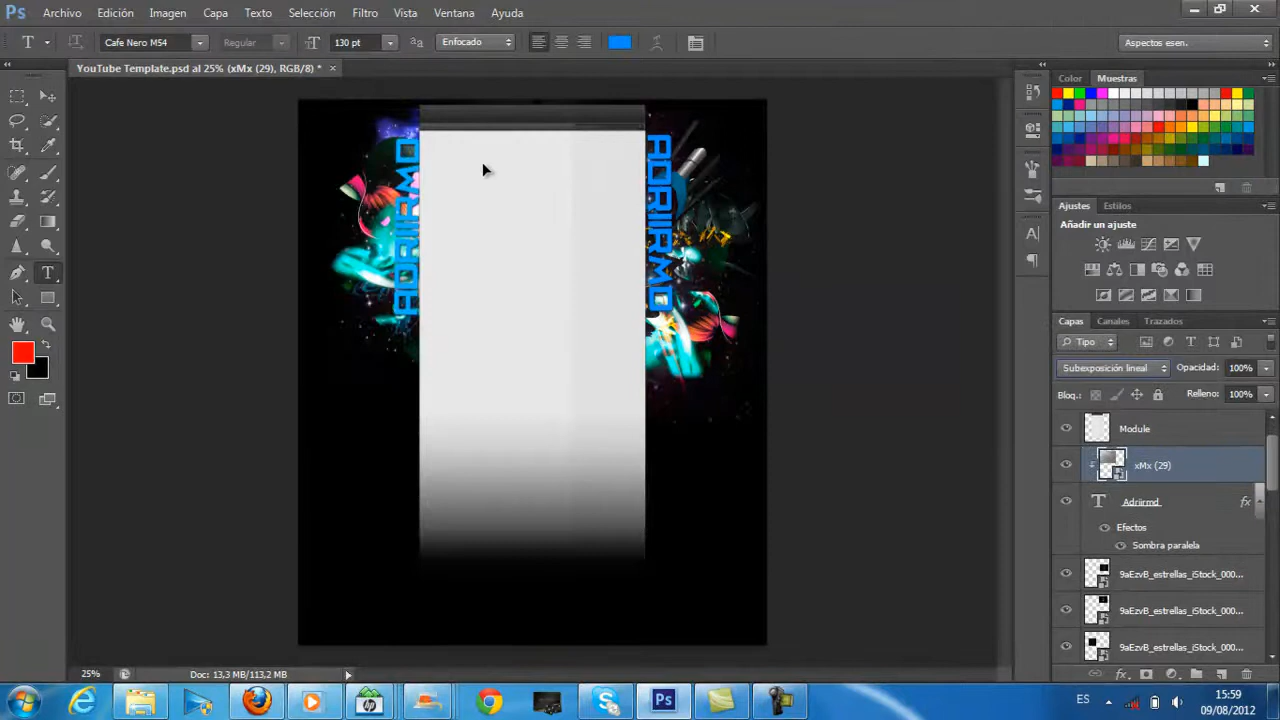 Ps Archivo Edición Imagen Capa Texto Selección Filtro Vista Ventana Ayuda
T Cafe Nero M54 Regular 130 pt aa Enfocado Aspectos esen.
YouTube Template.psd al 25% (xMx (29), RGB/8) * ×
Color Muestras
Ajustes Estilos
Añadir un ajuste
Capas Canales Trazados
Tipo
Subexposición lineal Opacidad: 100%
Bloq.: Relleno: 100%
Module
xMx (29)
Adriirmd fx
Efectos
Sombra paralela
9aEzvB_estrellas_iStock_000...
9aEzvB_estrellas_iStock_000...
9aEzvB_estrellas_iStock_000...
25% Doc: 13,3 MB/113,2 MB
ES 15:59
09/08/2012